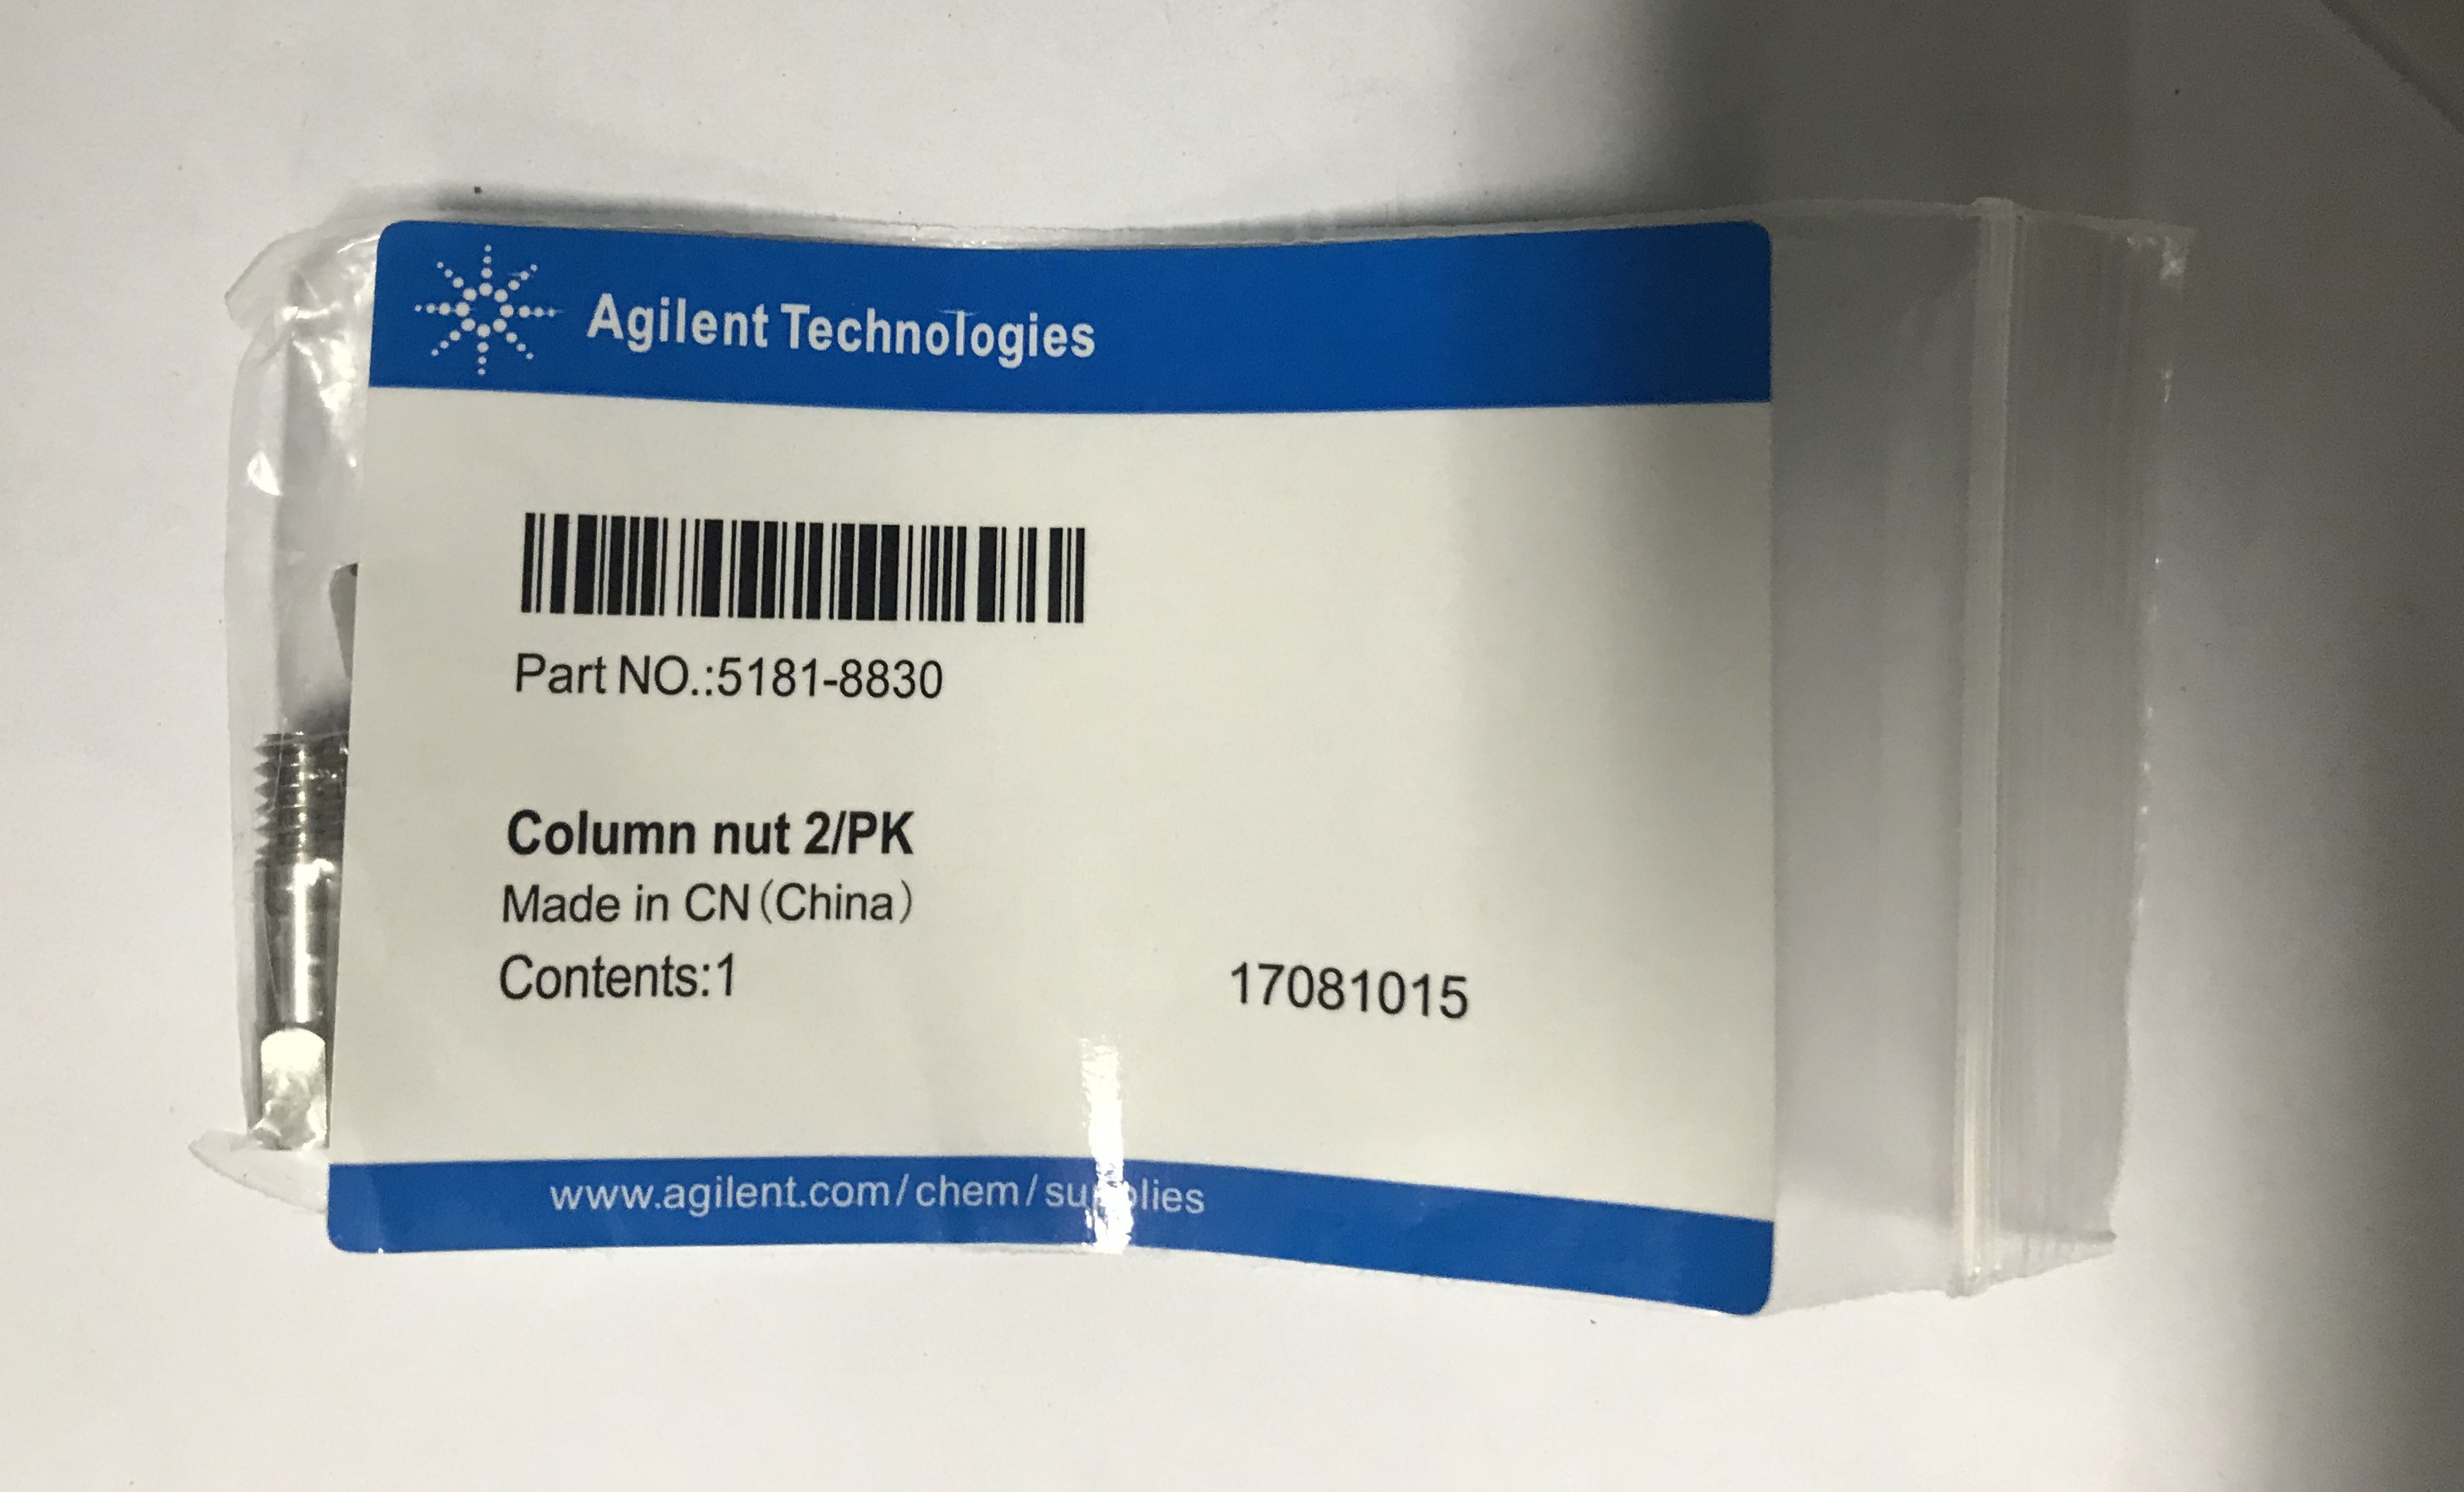 Agilent Technologies
Part NO.:5181-8830
Column nut 2/PK
Made in CN(China)
Contents:1
17081015
www.agilent.com/chem/supplies